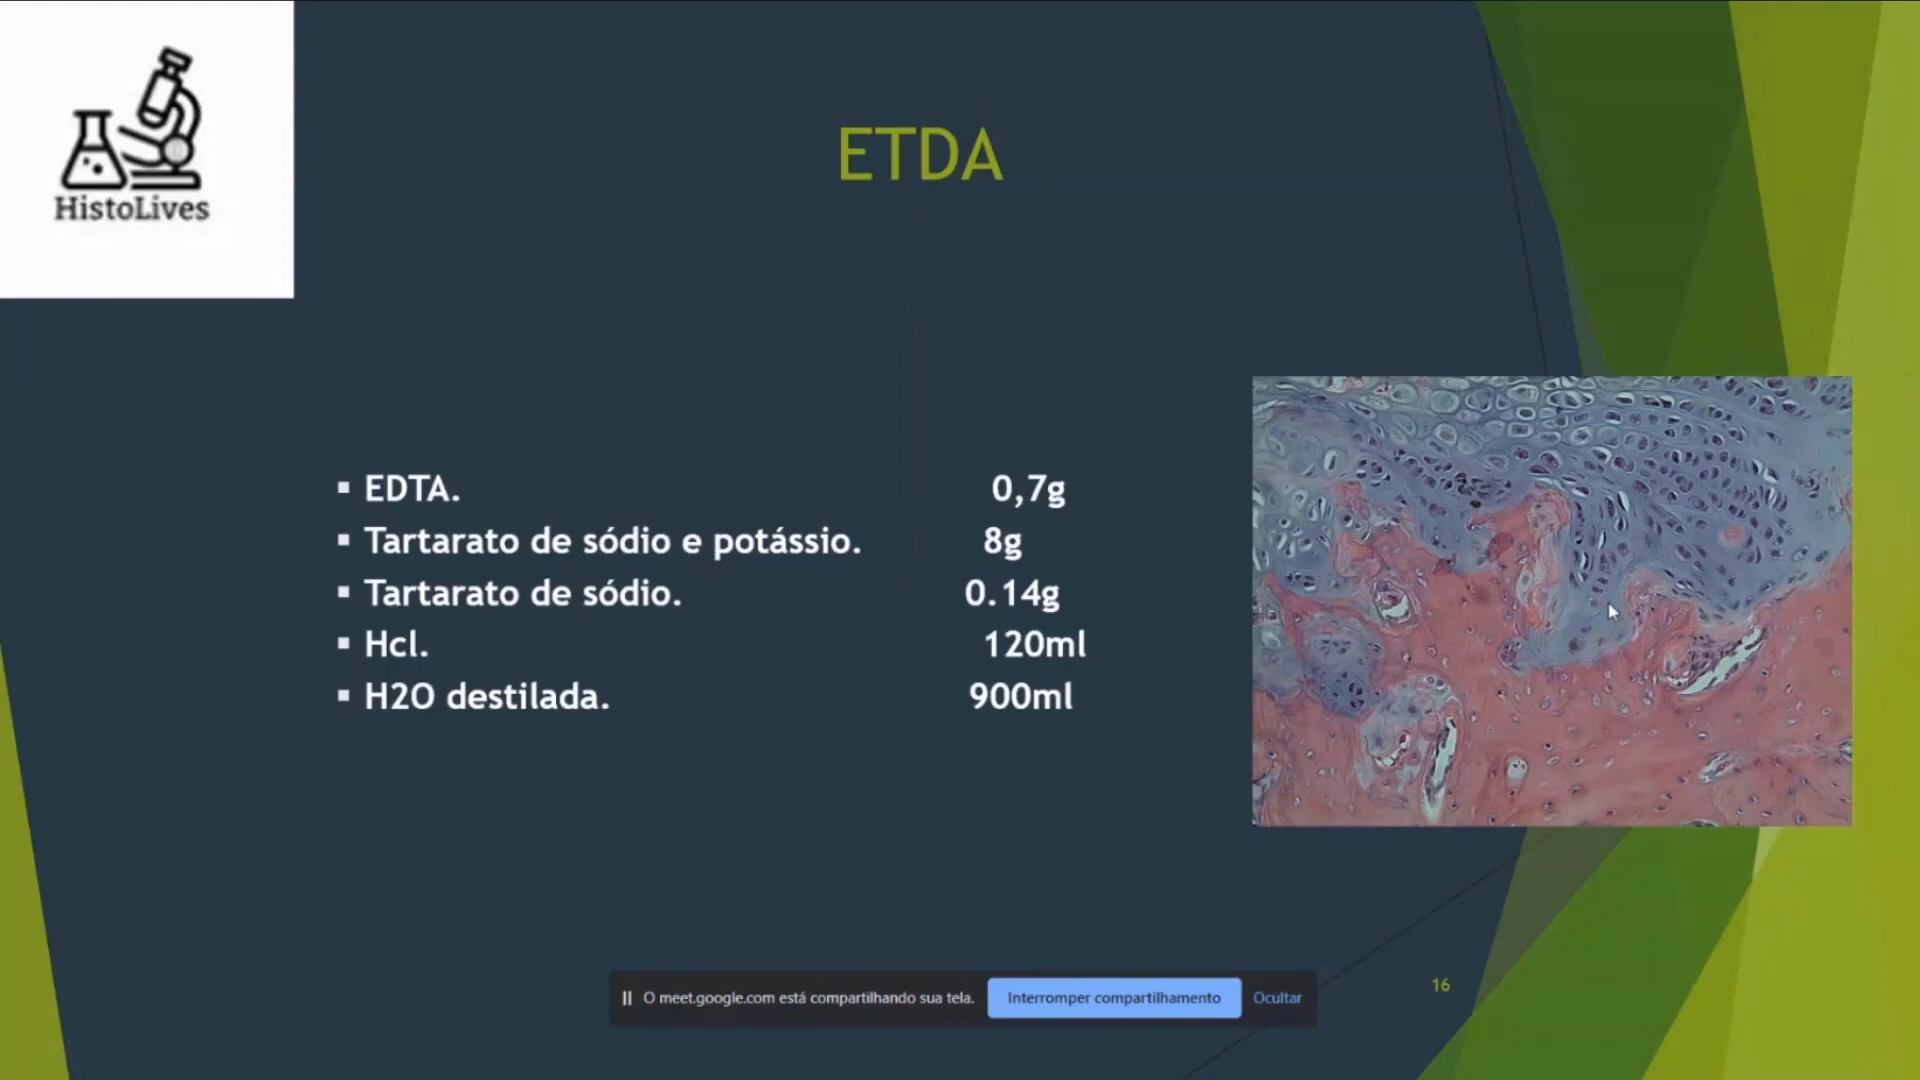 HistoLives
ETDA
▪ EDTA. 0,7g
▪ Tartarato de sódio e potássio. 8g
▪ Tartarato de sódio. 0.14g
▪ Hcl. 120ml
▪ H2O destilada. 900ml
O meet.google.com está compartilhando sua tela. Interromper compartilhamento Ocultar
16